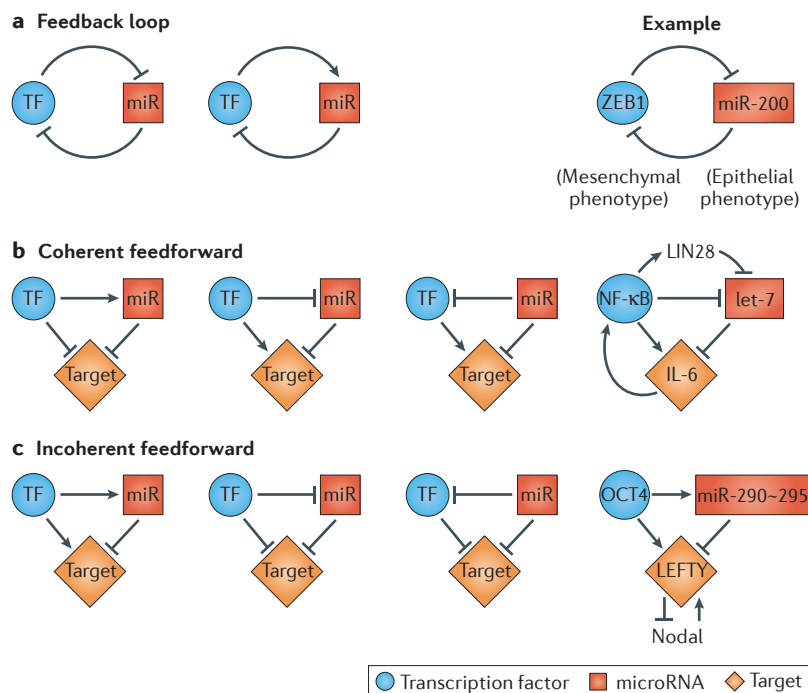 a Feedback loop
Example
TF
miR
TF
miR
ZEB1
miR-200
(Mesenchymal
phenotype)
(Epithelial
phenotype)
b Coherent feedforward
LIN28
TF
miR
TF
miR
TF
miR
NF-κB
let-7
Target
Target
Target
IL-6
c Incoherent feedforward
TF
miR
TF
miR
TF
miR
OCT4
miR-290~295
Target
Target
Target
LEFTY
Nodal
Transcription factor
microRNA
Target